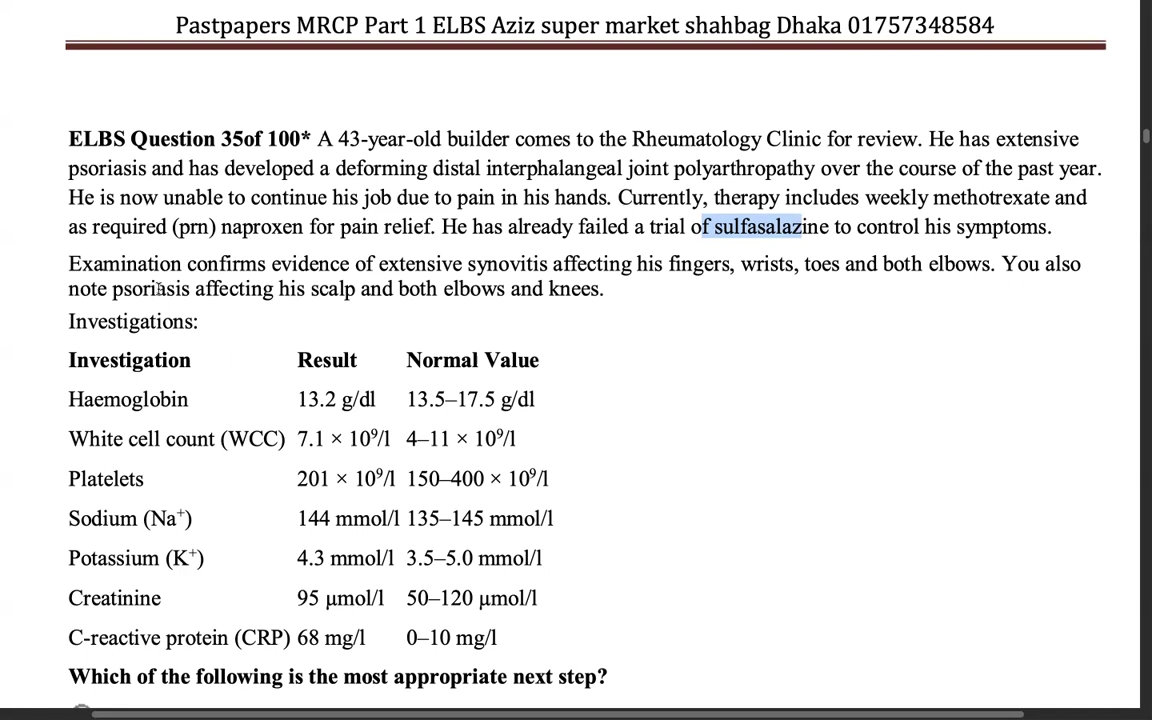 Pastpapers MRCP Part 1 ELBS Aziz super market shahbag Dhaka 01757348584
ELBS Question 35of 100* A 43-year-old builder comes to the Rheumatology Clinic for review. He has extensive
psoriasis and has developed a deforming distal interphalangeal joint polyarthropathy over the course of the past year.
He is now unable to continue his job due to pain in his hands. Currently, therapy includes weekly methotrexate and
as required (prn) naproxen for pain relief. He has already failed a trial of sulfasalazine to control his symptoms.
Examination confirms evidence of extensive synovitis affecting his fingers, wrists, toes and both elbows. You also
note psoriasis affecting his scalp and both elbows and knees.
Investigations:
Investigation Result Normal Value
Haemoglobin 13.2 g/dl 13.5–17.5 g/dl
White cell count (WCC) 7.1 × 10⁹/l 4–11 × 10⁹/l
Platelets 201 × 10⁹/l 150–400 × 10⁹/l
Sodium (Na⁺) 144 mmol/l 135–145 mmol/l
Potassium (K⁺) 4.3 mmol/l 3.5–5.0 mmol/l
Creatinine 95 µmol/l 50–120 µmol/l
C-reactive protein (CRP) 68 mg/l 0–10 mg/l
Which of the following is the most appropriate next step?